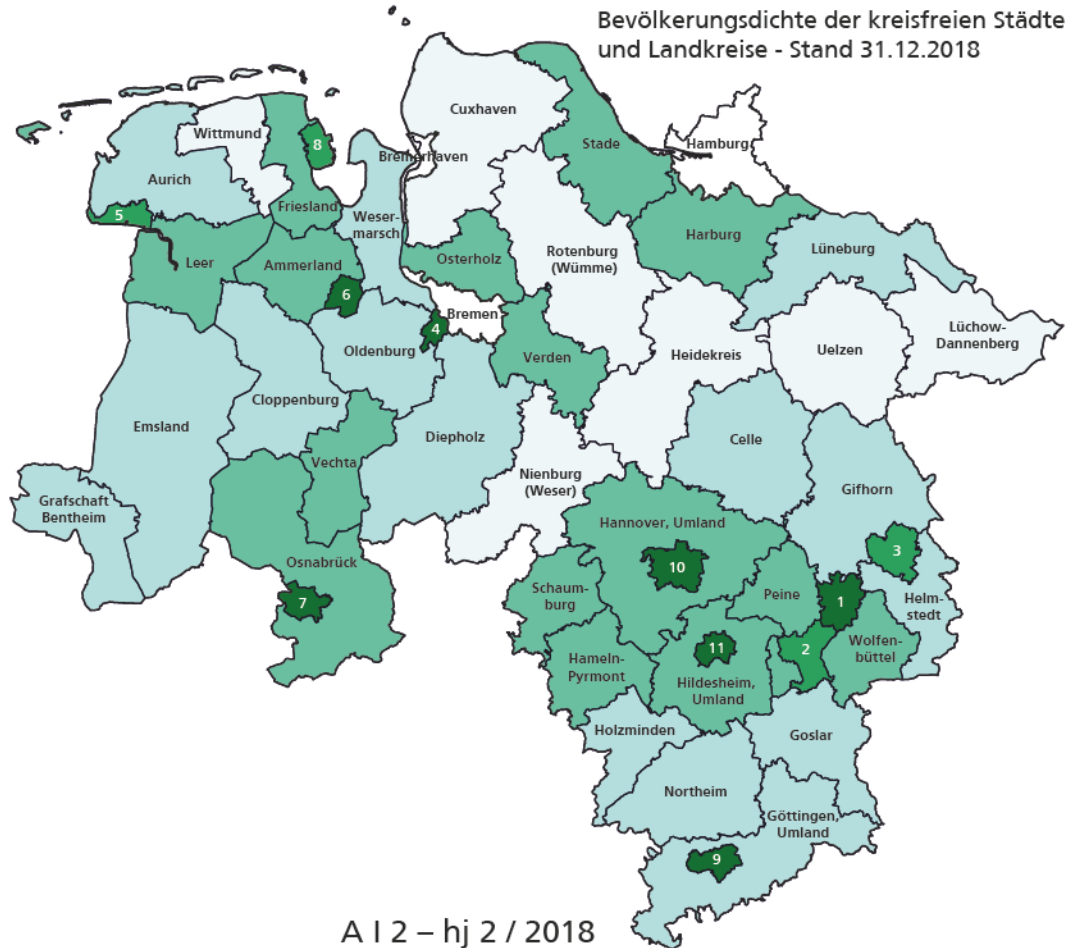 Bevölkerungsdichte der kreisfreien Städte
und Landkreise - Stand 31.12.2018
Cuxhaven
Wittmund
8
Stade
Hamburg
Bremerhaven
Aurich
Friesland
5
Weser-
marsch
Harburg
Lüneburg
Leer
Ammerland
Osterholz
Rotenburg
(Wümme)
6
Bremen
4
Oldenburg
Verden
Heidekreis
Uelzen
Lüchow-
Dannenberg
Cloppenburg
Emsland
Diepholz
Celle
Vechta
Nienburg
(Weser)
Gifhorn
Grafschaft
Bentheim
Hannover, Umland
3
Osnabrück
10
7
Schaum-
burg
Peine
1
Helm-
stedt
11
2
Wolfen-
büttel
Hameln-
Pyrmont
Hildesheim,
Umland
Holzminden
Goslar
Northeim
Göttingen,
Umland
9
A I 2 – hj 2 / 2018